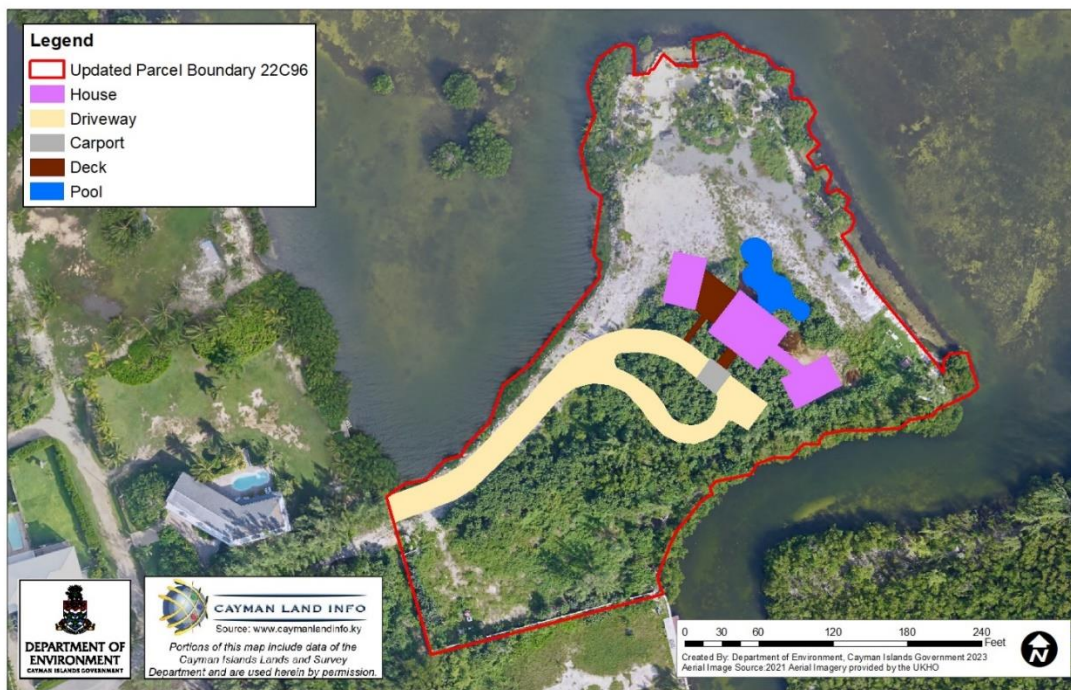 Legend
Updated Parcel Boundary 22C96
House
Driveway
Carport
Deck
Pool
DEPARTMENT OF
ENVIRONMENT
CAYMAN ISLANDS GOVERNMENT
CAYMAN LAND INFO
Source: www.caymanlandinfo.ky
Portions of this map include data of the
Cayman Islands Lands and Survey
Department and are used herein by permission.
0 30 60 120 180 240
Feet
Created By: Department of Environment, Cayman Islands Government 2023
Aerial Image Source:2021 Aerial Imagery provided by the UKHO
N